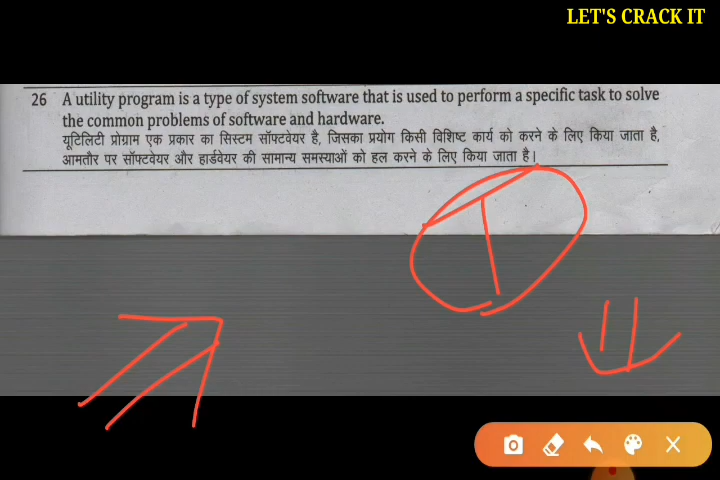 LET'S CRACK IT
26 A utility program is a type of system software that is used to perform a specific task to solve
the common problems of software and hardware.
यूटिलिटी प्रोग्राम एक प्रकार का सिस्टम सॉफ्टवेयर है, जिसका प्रयोग किसी विशिष्ट कार्य को करने के लिए किया जाता है,
आमतौर पर सॉफ्टवेयर और हार्डवेयर की सामान्य समस्याओं को हल करने के लिए किया जाता है।
T